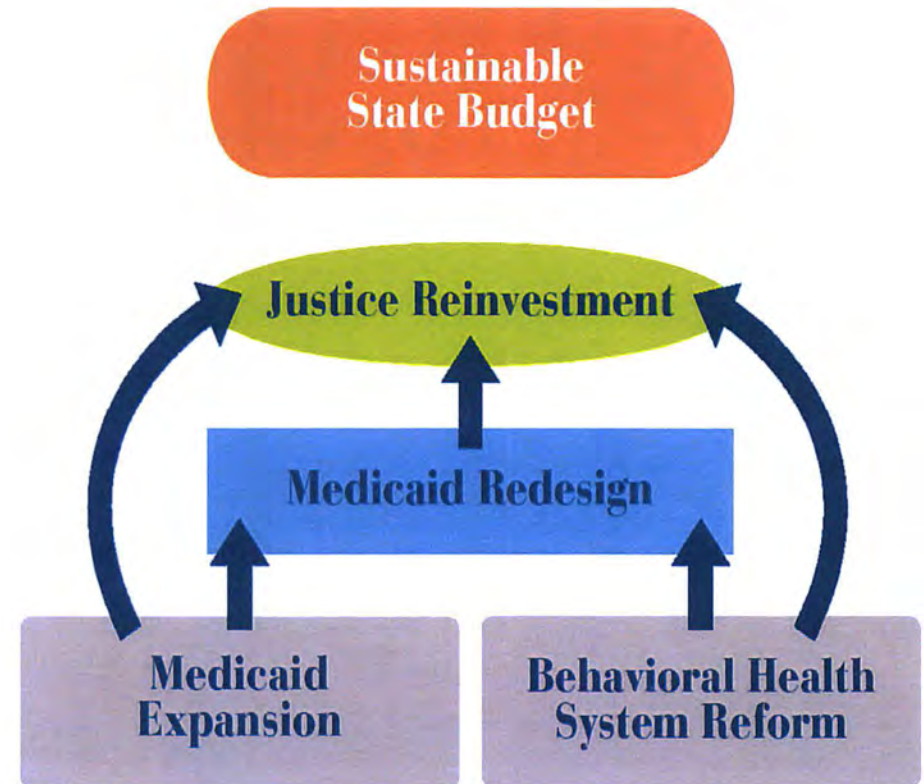 Sustainable
State Budget
Justice Reinvestment
Medicaid Redesign
Medicaid
Expansion
Behavioral Health
System Reform